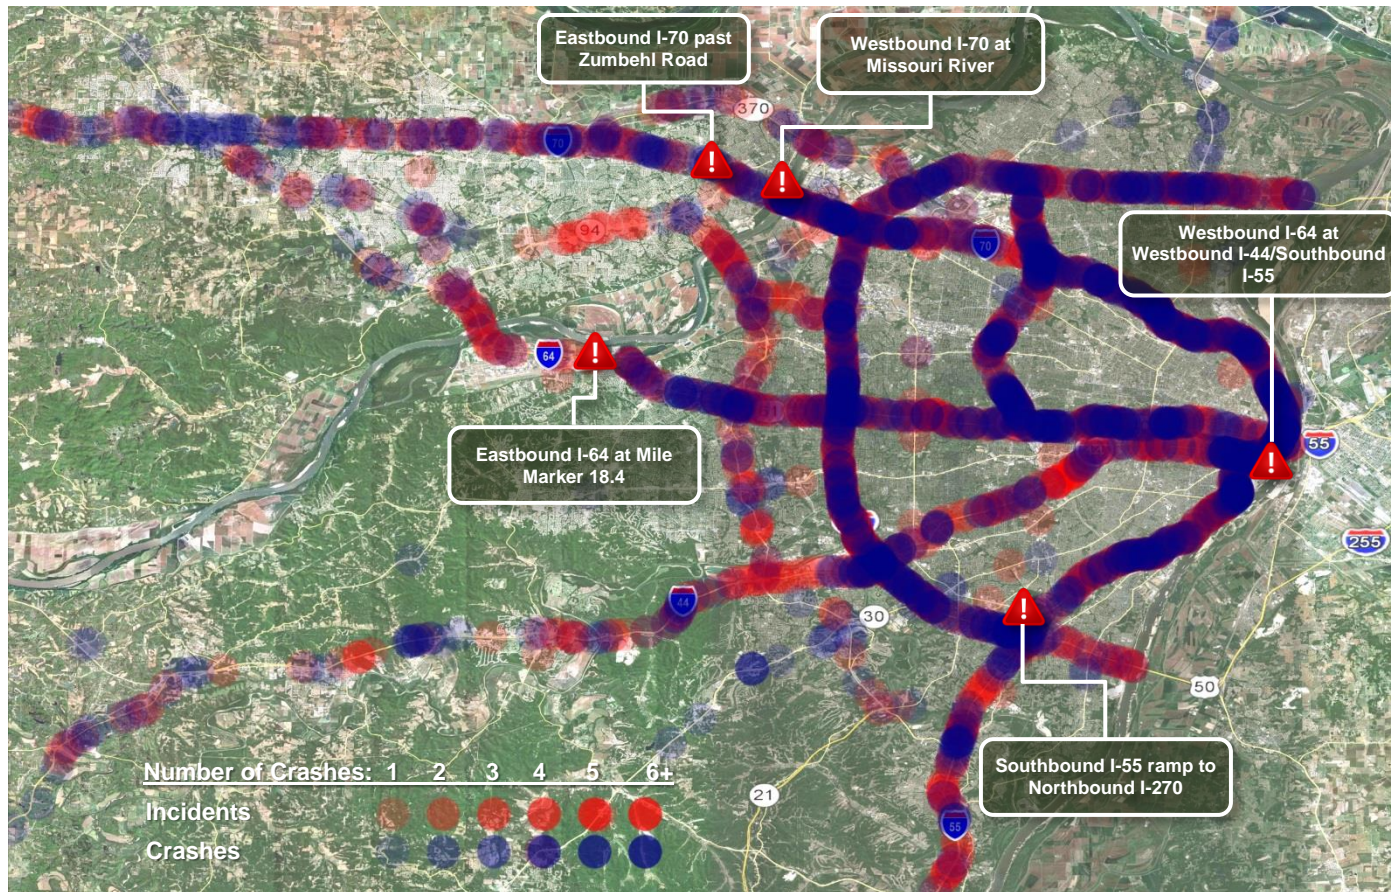 Eastbound I-70 past
Zumbehl Road
Westbound I-70 at
Missouri River
370
70
Westbound I-64 at
Westbound I-44/Southbound
I-55
94
70
64
55
Eastbound I-64 at Mile
Marker 18.4
255
44
30
50
Southbound I-55 ramp to
Northbound I-270
21
55
Number of Crashes: 1 2 3 4 5 6+
Incidents
Crashes